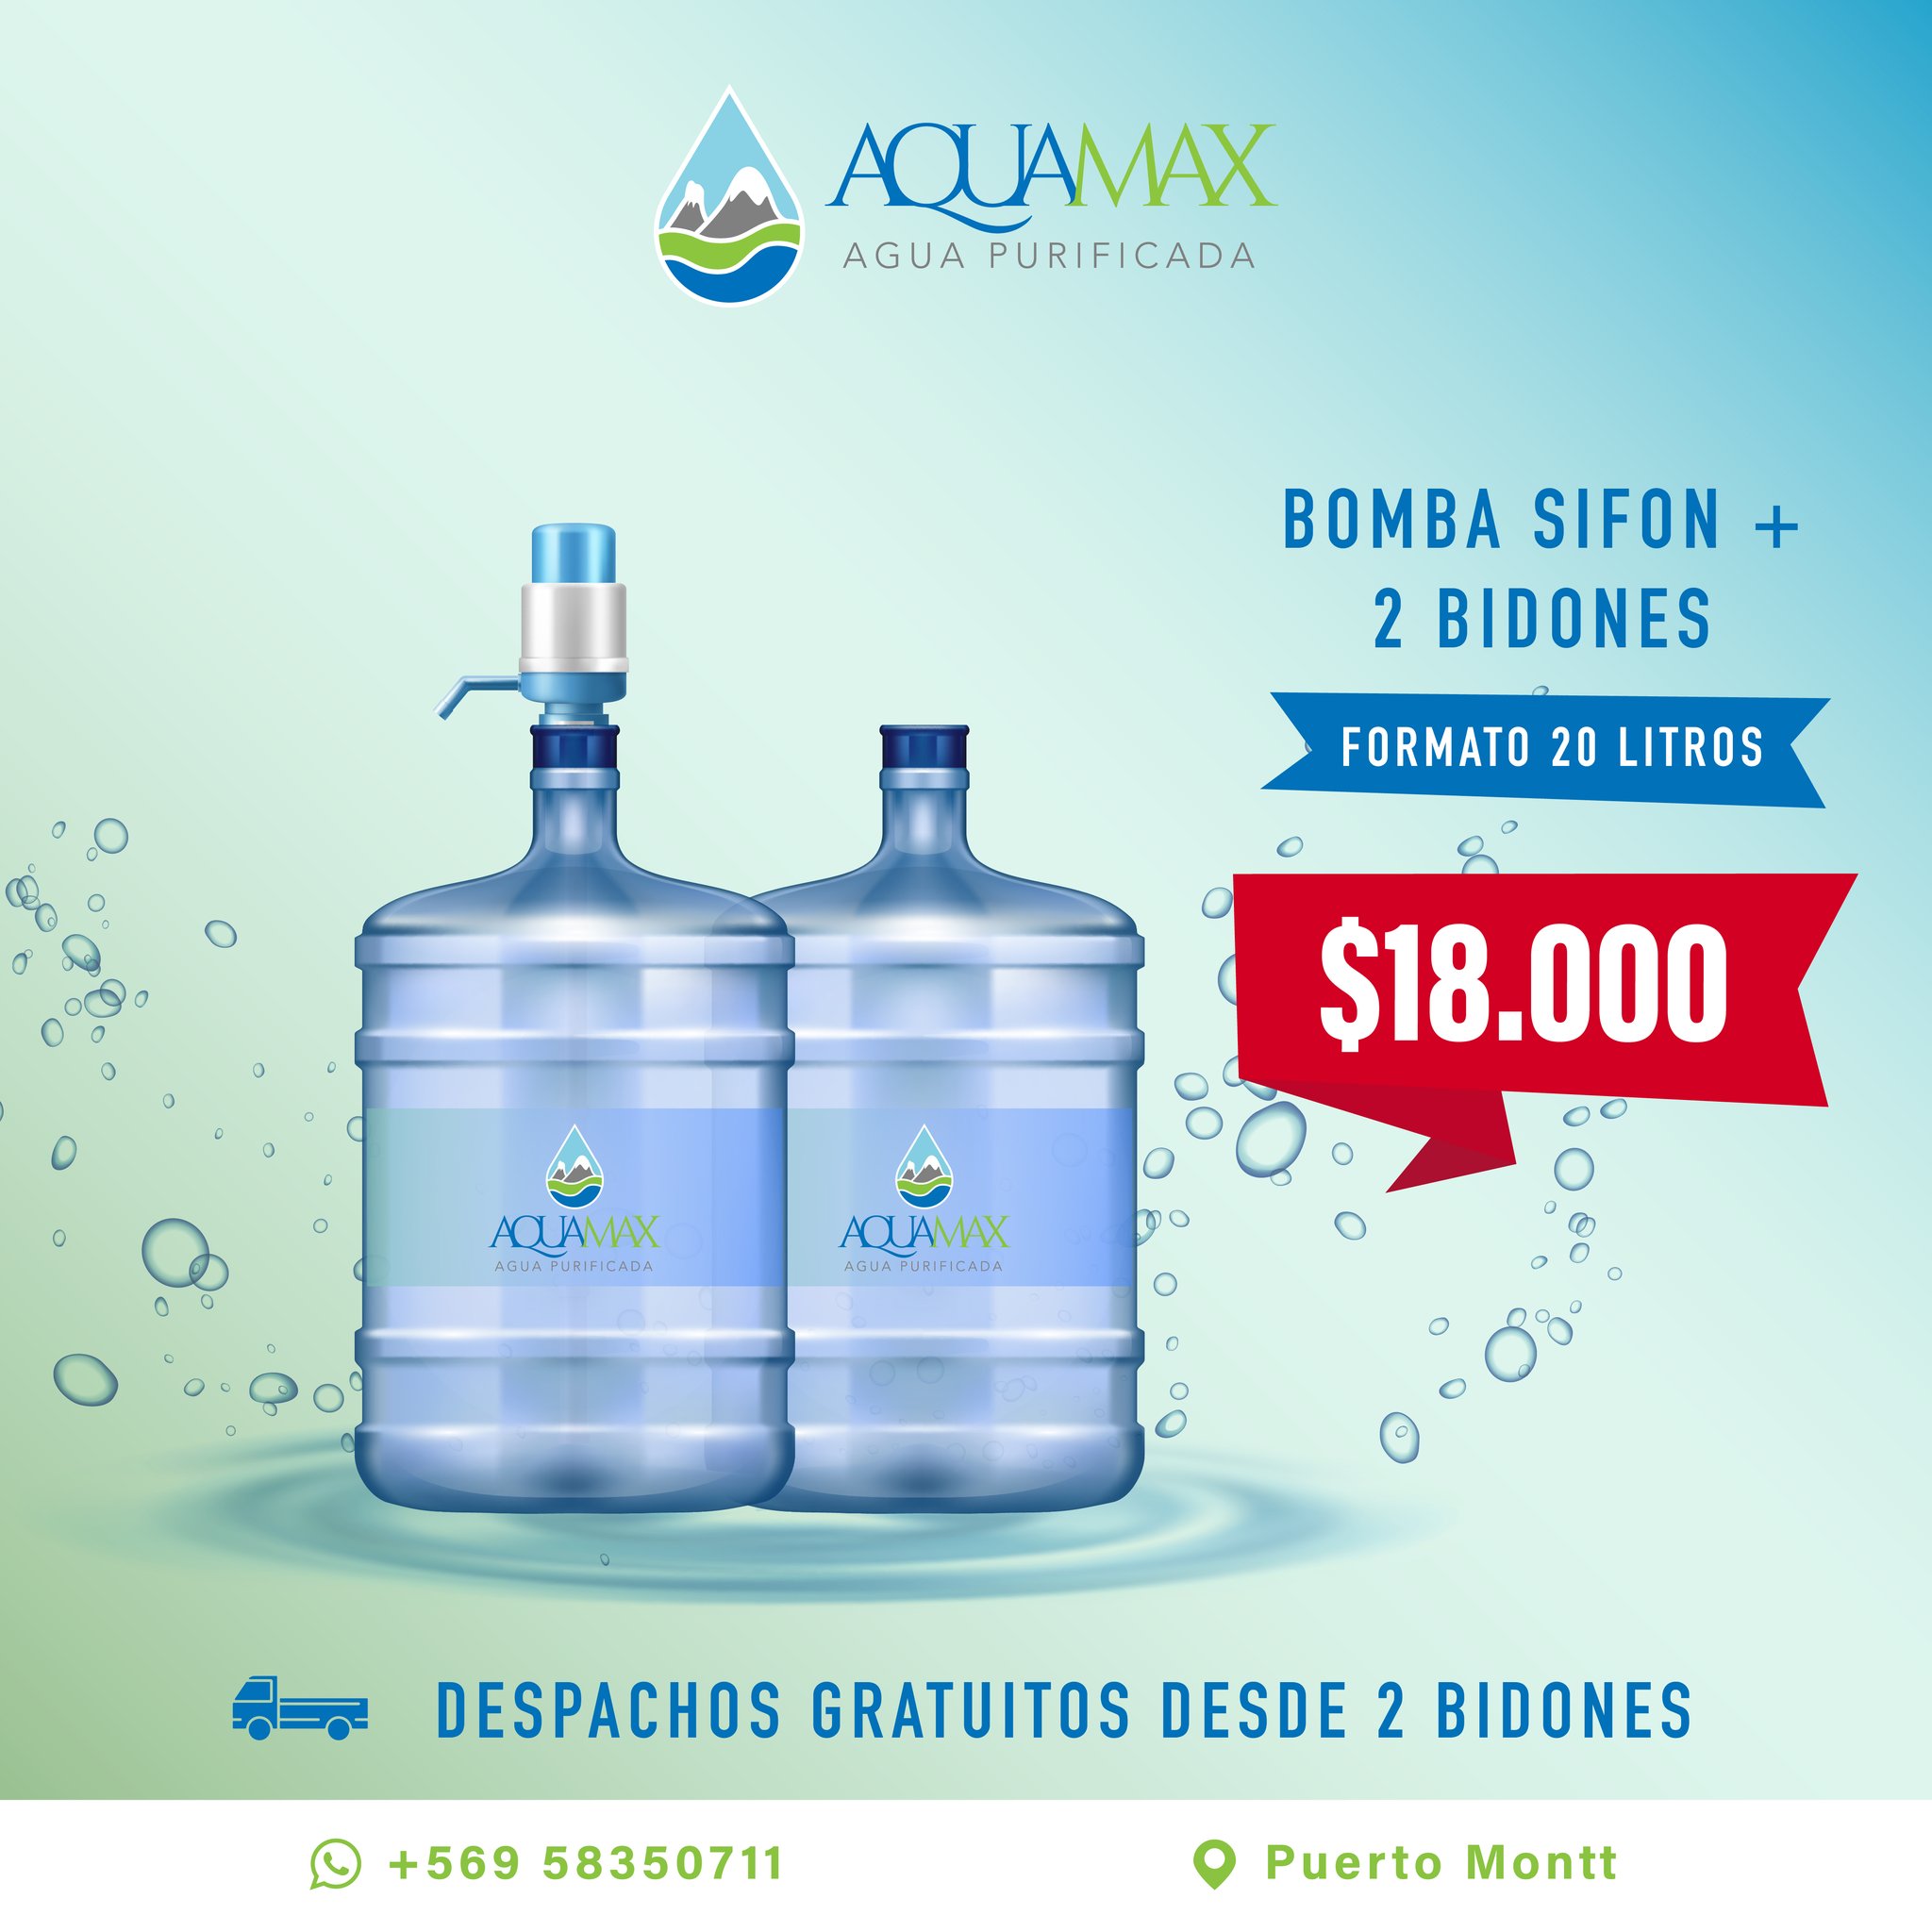 AQUAMAX
AGUA PURIFICADA
BOMBA SIFON +
2 BIDONES
FORMATO 20 LITROS
$18.000
AQUAMAX
AGUA PURIFICADA
AQUAMAX
AGUA PURIFICADA
DESPACHOS GRATUITOS DESDE 2 BIDONES
+569 58350711
Puerto Montt